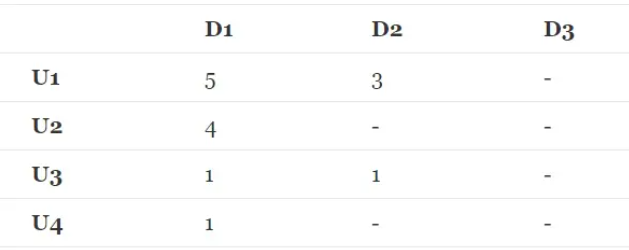 D1 D2 D3
U1 5 3 -
U2 4 - -
U3 1 1 -
U4 1 - -